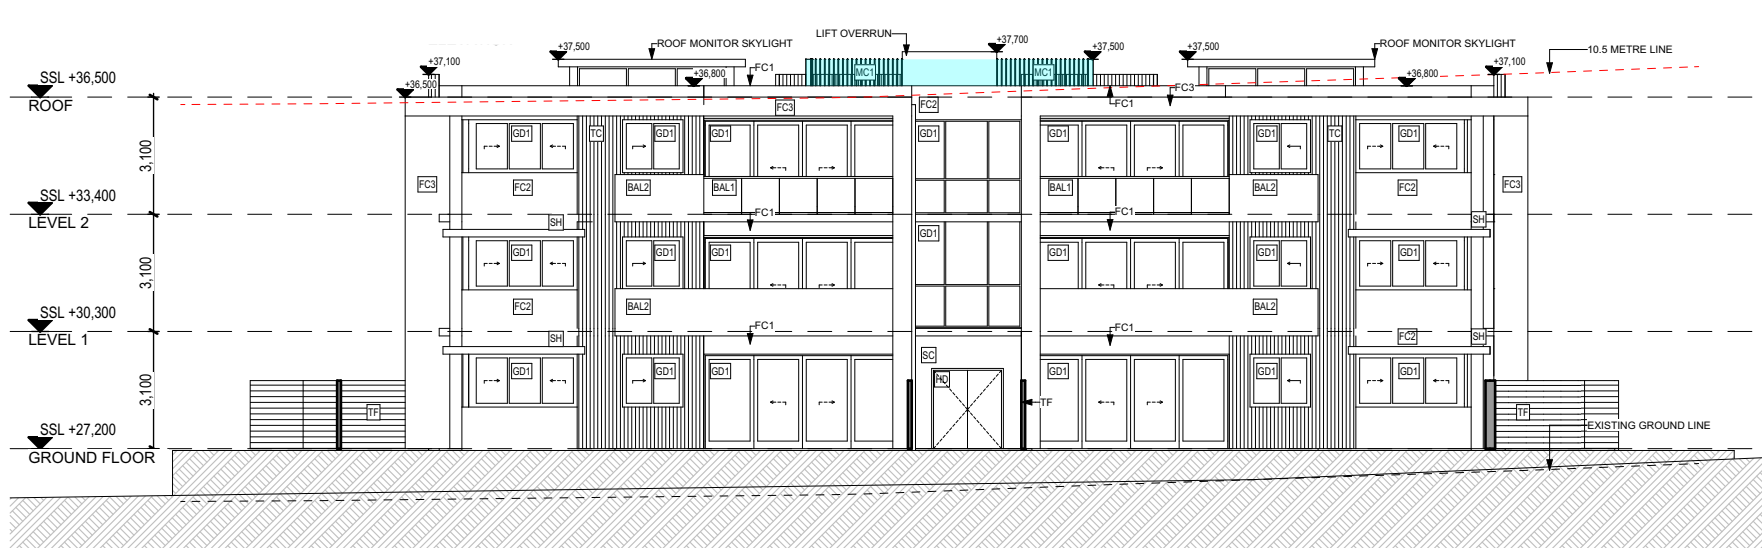 LIFT OVERRUN
+37,700
+37,500
ROOF MONITOR SKYLIGHT
+37,500
+37,500
ROOF MONITOR SKYLIGHT
10.5 METRE LINE
+37,100
FC1
MC1
MC1
+37,100
SSL +36,500
ROOF
+36,500
+36,800
+36,800
FC3
FC2
FC1
FC3
3,100
GD1
TC
GD1
GD1
GD1
GD1
GD1
TC
GD1
FC3
FC2
BAL2
BAL1
BAL1
BAL2
FC2
FC3
SSL +33,400
LEVEL 2
FC1
FC1
SH
SH
3,100
GD1
GD1
GD1
GD1
GD1
GD1
GD1
FC2
BAL2
BAL2
SSL +30,300
LEVEL 1
FC1
FC1
SH
FC2
SH
3,100
SC
GD1
GD1
GD1
HD
GD1
GD1
GD1
TF
TF
TF
SSL +27,200
GROUND FLOOR
EXISTING GROUND LINE